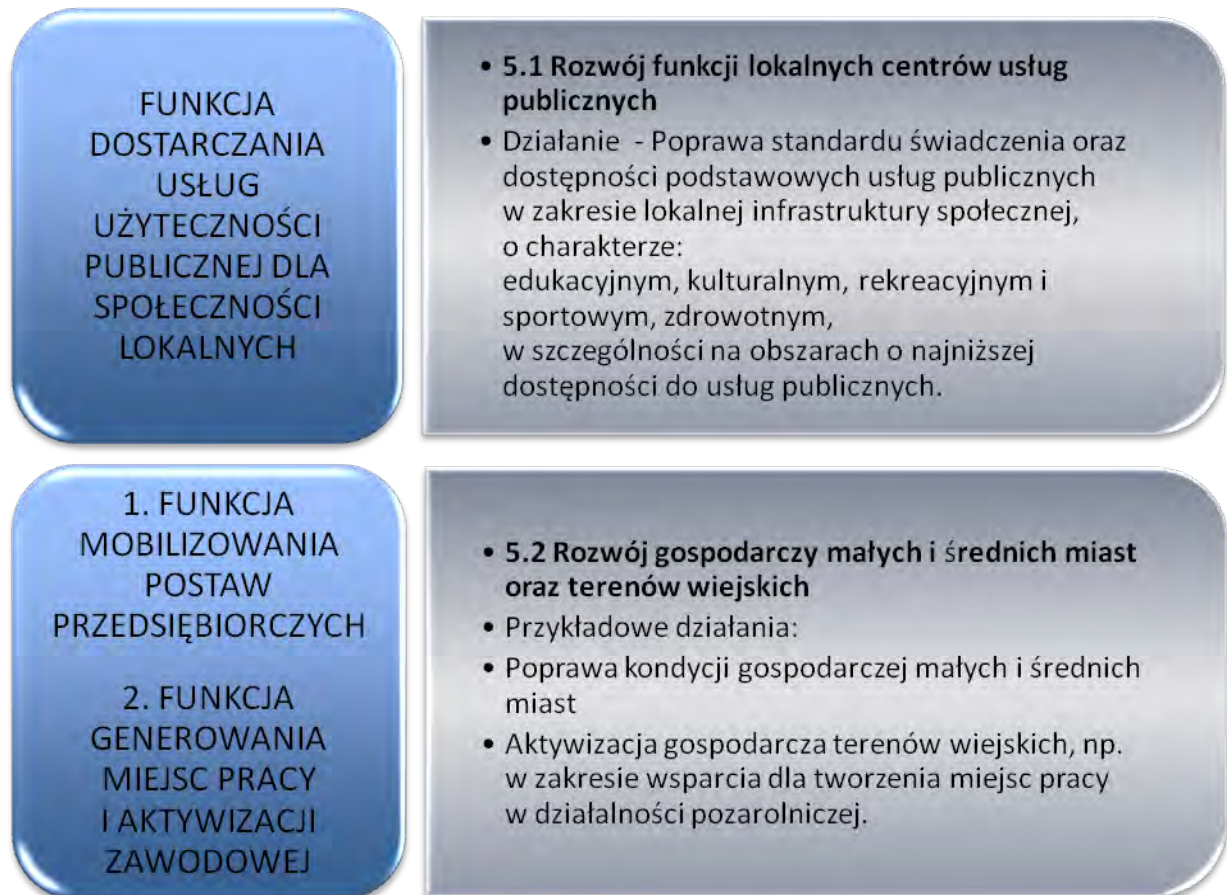 FUNKCJA
DOSTARCZANIA
USŁUG
UŻYTECZNOŚCI
PUBLICZNEJ DLA
SPOŁECZNOŚCI
LOKALNYCH
• 5.1 Rozwój funkcji lokalnych centrów usług
publicznych
• Działanie - Poprawa standardu świadczenia oraz
dostępności podstawowych usług publicznych
w zakresie lokalnej infrastruktury społecznej,
o charakterze:
edukacyjnym, kulturalnym, rekreacyjnym i
sportowym, zdrowotnym,
w szczególności na obszarach o najniższej
dostępności do usług publicznych.
1. FUNKCJA
MOBILIZOWANIA
POSTAW
PRZEDSIĘBIORCZYCH
2. FUNKCJA
GENEROWANIA
MIEJSC PRACY
I AKTYWIZACJI
ZAWODOWEJ
• 5.2 Rozwój gospodarczy małych i średnich miast
oraz terenów wiejskich
• Przykładowe działania:
• Poprawa kondycji gospodarczej małych i średnich
miast
• Aktywizacja gospodarcza terenów wiejskich, np.
w zakresie wsparcia dla tworzenia miejsc pracy
w działalności pozarolniczej.